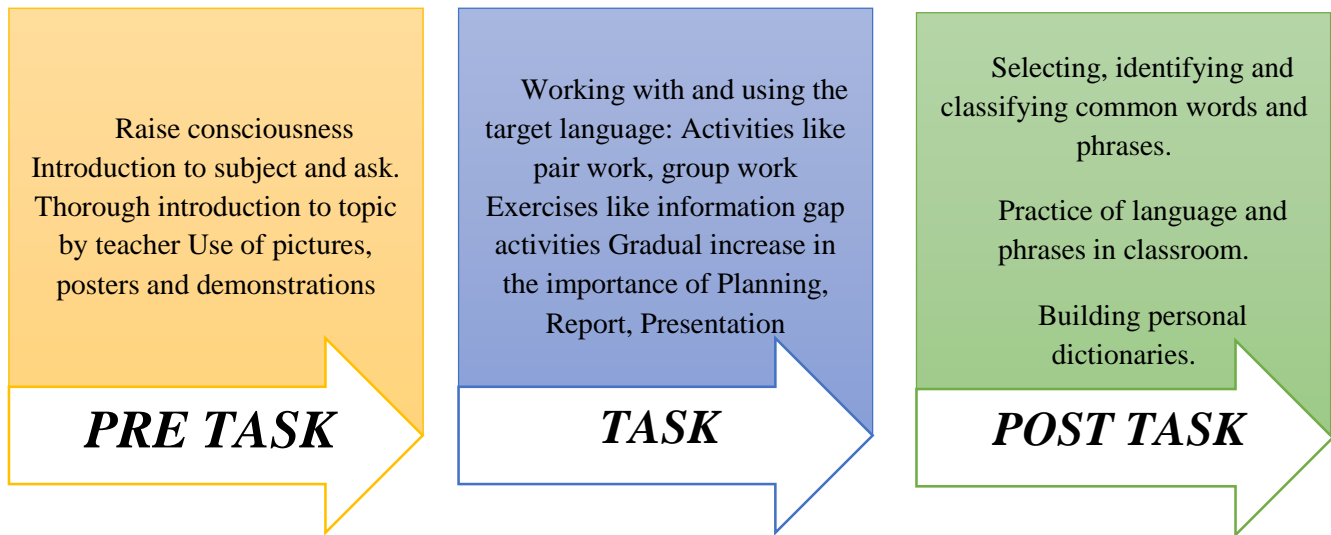 Raise consciousness
Introduction to subject and ask.
Thorough introduction to topic
by teacher Use of pictures,
posters and demonstrations
PRE TASK
Working with and using the
target language: Activities like
pair work, group work
Exercises like information gap
activities Gradual increase in
the importance of Planning,
Report, Presentation
TASK
Selecting, identifying and
classifying common words and
phrases.
Practice of language and
phrases in classroom.
Building personal
dictionaries.
POST TASK